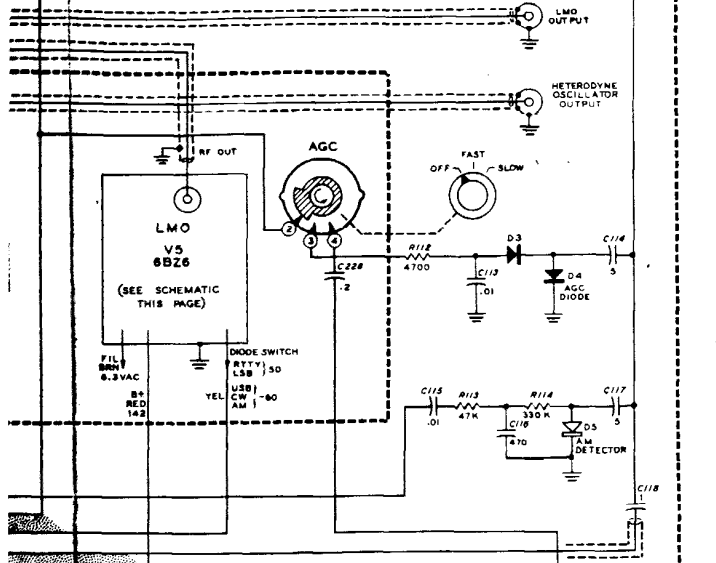 LMO
OUTPUT
HETERODYNE
OSCILLATOR
OUTPUT
RF OUT
AGC
FAST
OFF
SLOW
2
3
4
LMO
V5
6BZ6
(SEE SCHEMATIC
THIS PAGE)
C228
.2
R112
4700
C113
.01
D3
D4
AGC
DIODE
C114
5
FIL
BRN
6.3VAC
B+
RED
142
DIODE SWITCH
RTTY
LSB
50
YEL
USB
CW
AM
-60
C115
.01
R113
47K
R114
330K
C116
470
C117
5
D5
AM
DETECTOR
C118
1